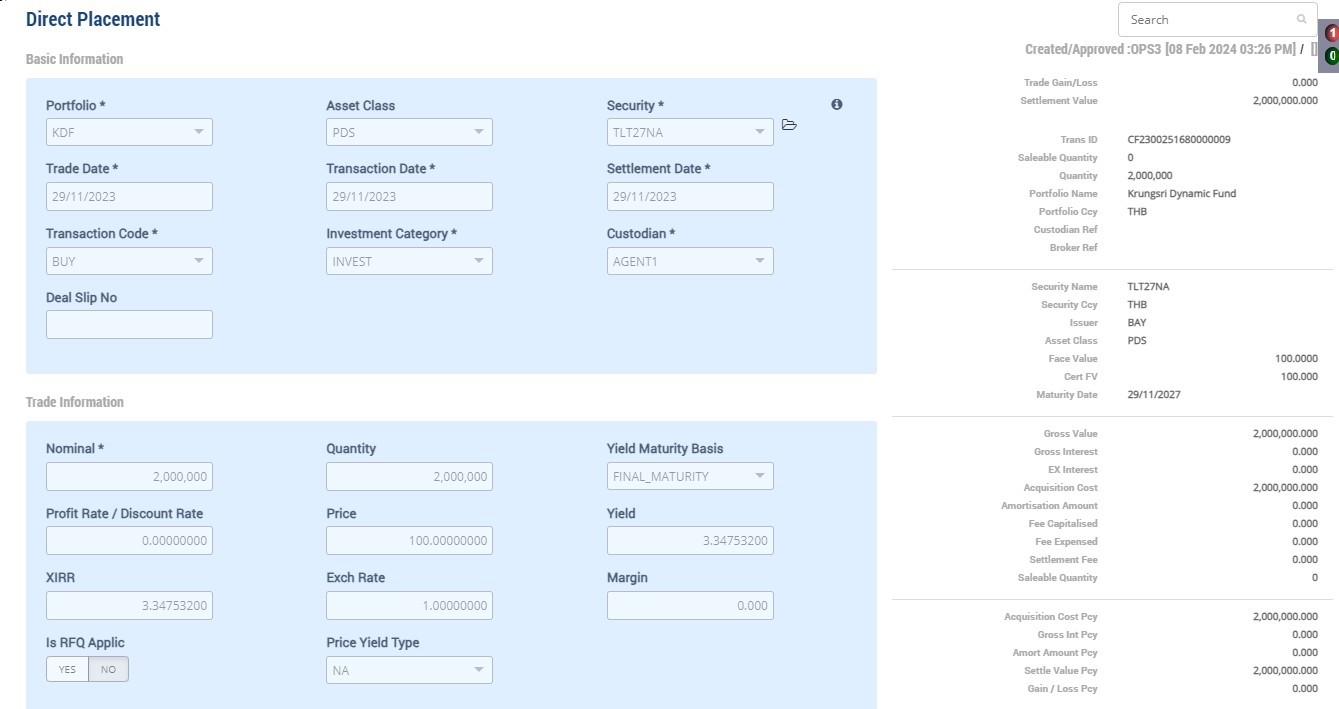 Direct Placement
Search
1
Created/Approved :OPS3 [08 Feb 2024 03:26 PM] / []
0
Basic Information
Portfolio *
Asset Class
Security *
KDF
PDS
TLT27NA
Trade Date *
Transaction Date *
Settlement Date *
29/11/2023
29/11/2023
29/11/2023
Transaction Code *
Investment Category *
Custodian *
BUY
INVEST
AGENT1
Deal Slip No
Trade Information
Nominal *
Quantity
Yield Maturity Basis
2,000,000
2,000,000
FINAL_MATURITY
Profit Rate / Discount Rate
Price
Yield
0.00000000
100.00000000
3.34753200
XIRR
Exch Rate
Margin
3.34753200
1.00000000
0.000
Is RFQ Applic
Price Yield Type
YES NO
NA
Trade Gain/Loss 0.000
Settlement Value 2,000,000.000
Trans ID CF2300251680000009
Saleable Quantity 0
Quantity 2,000,000
Portfolio Name Krungsri Dynamic Fund
Portfolio Ccy THB
Custodian Ref
Broker Ref
Security Name TLT27NA
Security Ccy THB
Issuer BAY
Asset Class PDS
Face Value 100.0000
Cert FV 100.000
Maturity Date 29/11/2027
Gross Value 2,000,000.000
Gross Interest 0.000
EX Interest 0.000
Acquisition Cost 2,000,000.000
Amortisation Amount 0.000
Fee Capitalised 0.000
Fee Expensed 0.000
Settlement Fee 0.000
Saleable Quantity 0
Acquisition Cost Pcy 2,000,000.000
Gross Int Pcy 0.000
Amort Amount Pcy 0.000
Settle Value Pcy 2,000,000.000
Gain / Loss Pcy 0.000